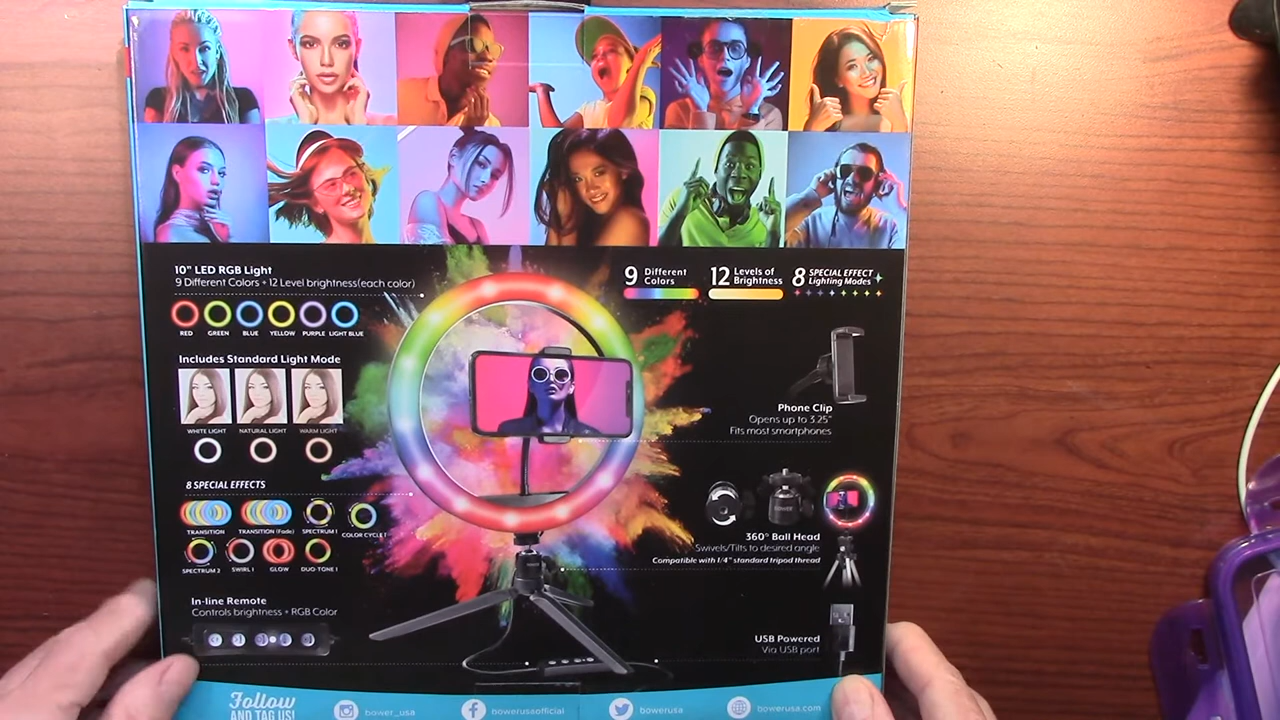 10" LED RGB Light
9 Different Colors + 12 Level brightness(each color)
RED GREEN BLUE YELLOW PURPLE LIGHT BLUE
Includes Standard Light Mode
WHITE LIGHT NATURAL LIGHT WARM LIGHT
8 SPECIAL EFFECTS
TRANSITION TRANSITION (Fade) SPECTRUM 1 COLOR CYCLE 1
SPECTRUM 2 SWIRL 1 GLOW DUO-TONE 1
In-line Remote
Controls brightness + RGB Color
9 Different Colors
12 Levels of Brightness
8 SPECIAL EFFECT Lighting Modes
Phone Clip
Opens up to 3.25"
Fits most smartphones
360° Ball Head
Swivels/Tilts to desired angle
Compatible with 1/4" standard tripod thread
USB Powered
Via USB port
Follow
AND TAG US!
bower_usa bowerusaofficial bowerusa bowerusa.com